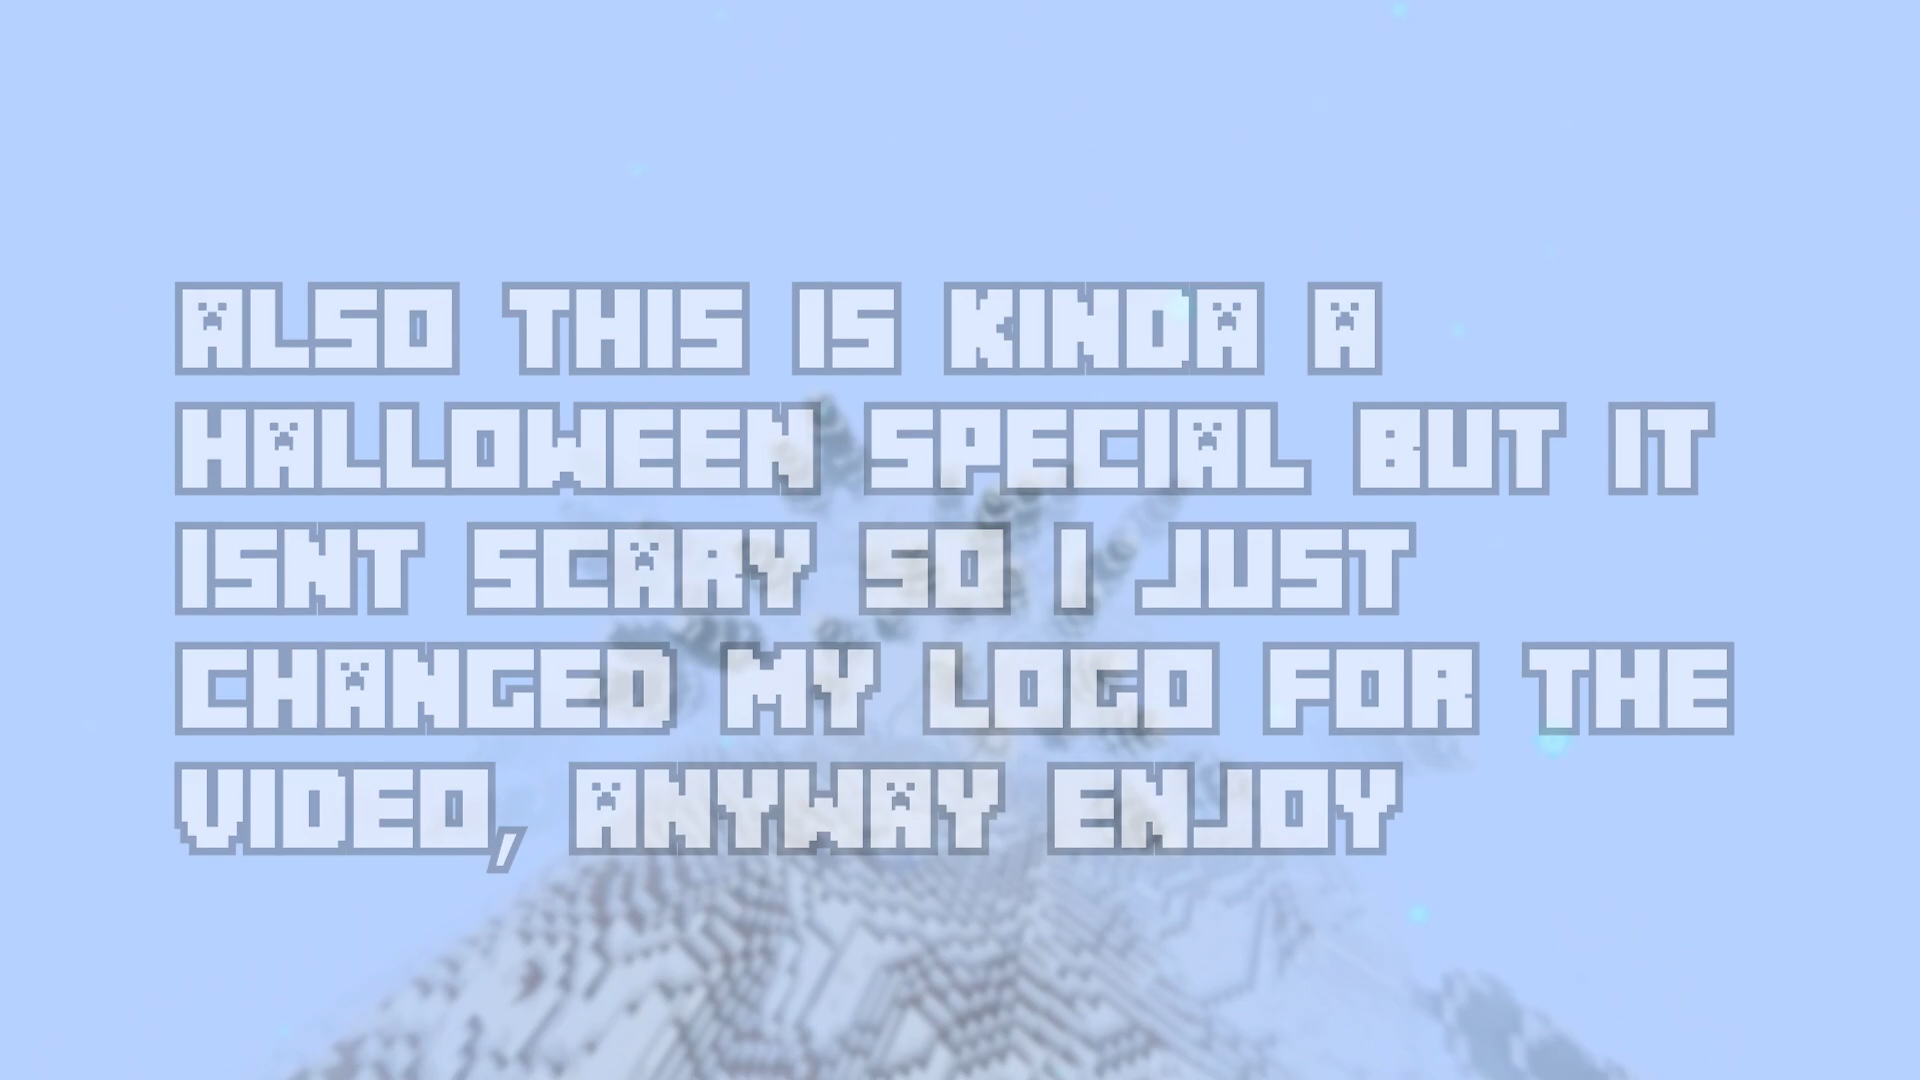 ALSO THIS IS KINDA A
HALLOWEEN SPECIAL BUT IT
ISNT SCARY SO I JUST
CHANGED MY LOGO FOR THE
VIDEO, ANYWAY ENJOY